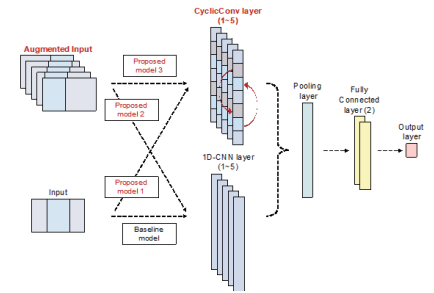 CyclicConv layer
(1~5)
Augmented Input
Proposed
model 3
Proposed
model 2
Pooling
layer
Fully
Connected
layer (2)
Output
layer
1D-CNN layer
(1~5)
Input
Proposed
model 1
Baseline
model